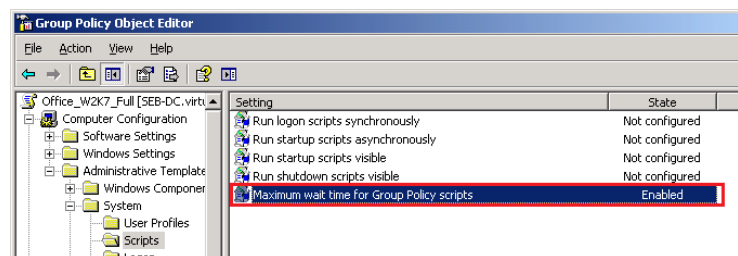 Group Policy Object Editor
File Action View Help
Office_W2K7_Full [SEB-DC.virtu
Computer Configuration
Software Settings
Windows Settings
Administrative Template
Windows Componer
System
User Profiles
Scripts
Setting State
Run logon scripts synchronously Not configured
Run startup scripts asynchronously Not configured
Run startup scripts visible Not configured
Run shutdown scripts visible Not configured
Maximum wait time for Group Policy scripts Enabled